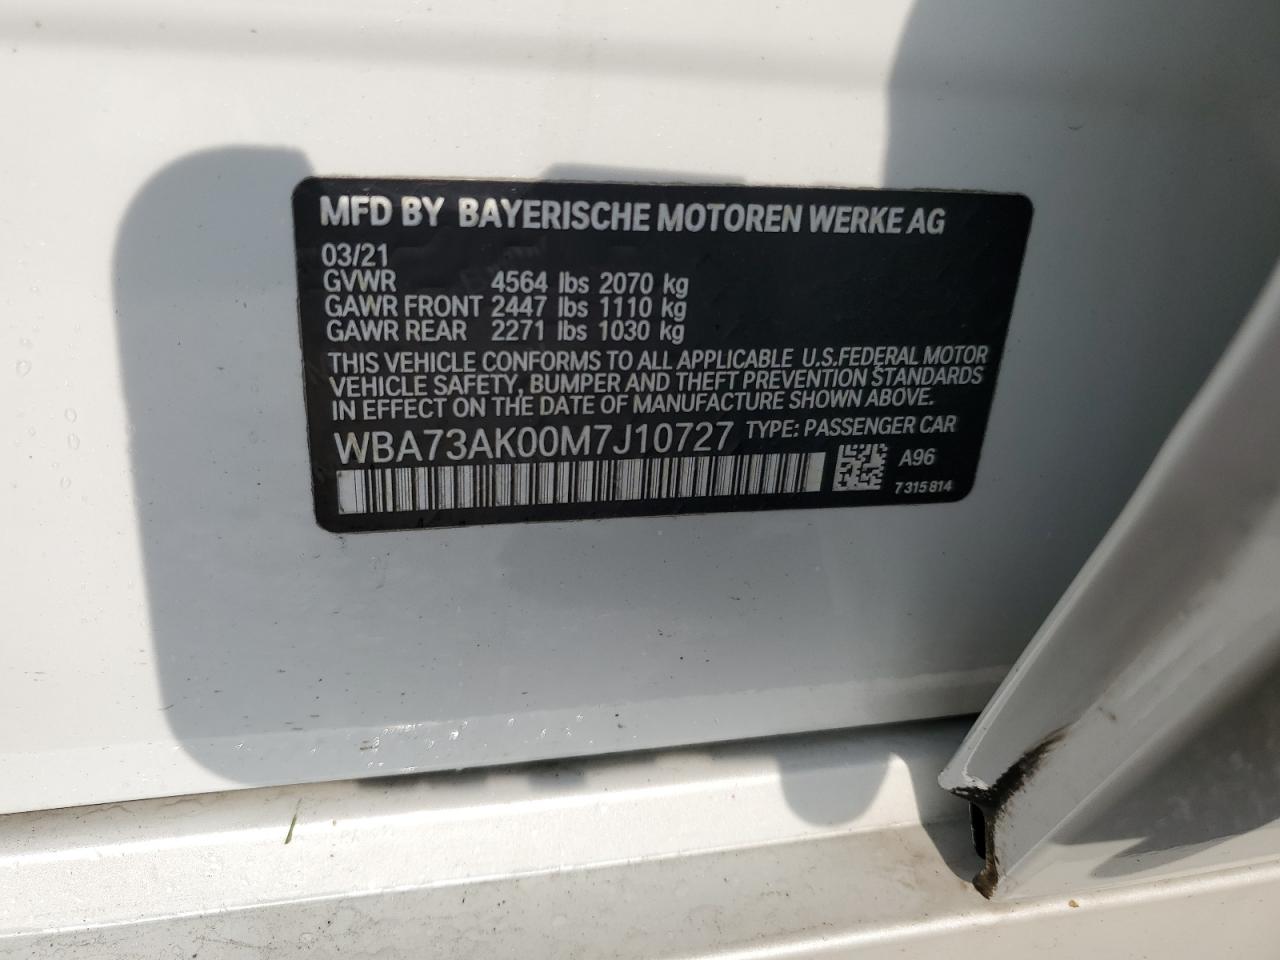 MFD BY BAYERISCHE MOTOREN WERKE AG
03/21
GVWR 4564 lbs 2070 kg
GAWR FRONT 2447 lbs 1110 kg
GAWR REAR 2271 lbs 1030 kg
THIS VEHICLE CONFORMS TO ALL APPLICABLE U.S.FEDERAL MOTOR
VEHICLE SAFETY, BUMPER AND THEFT PREVENTION STANDARDS
IN EFFECT ON THE DATE OF MANUFACTURE SHOWN ABOVE.
WBA73AK00M7J10727 TYPE: PASSENGER CAR
A96
7315814